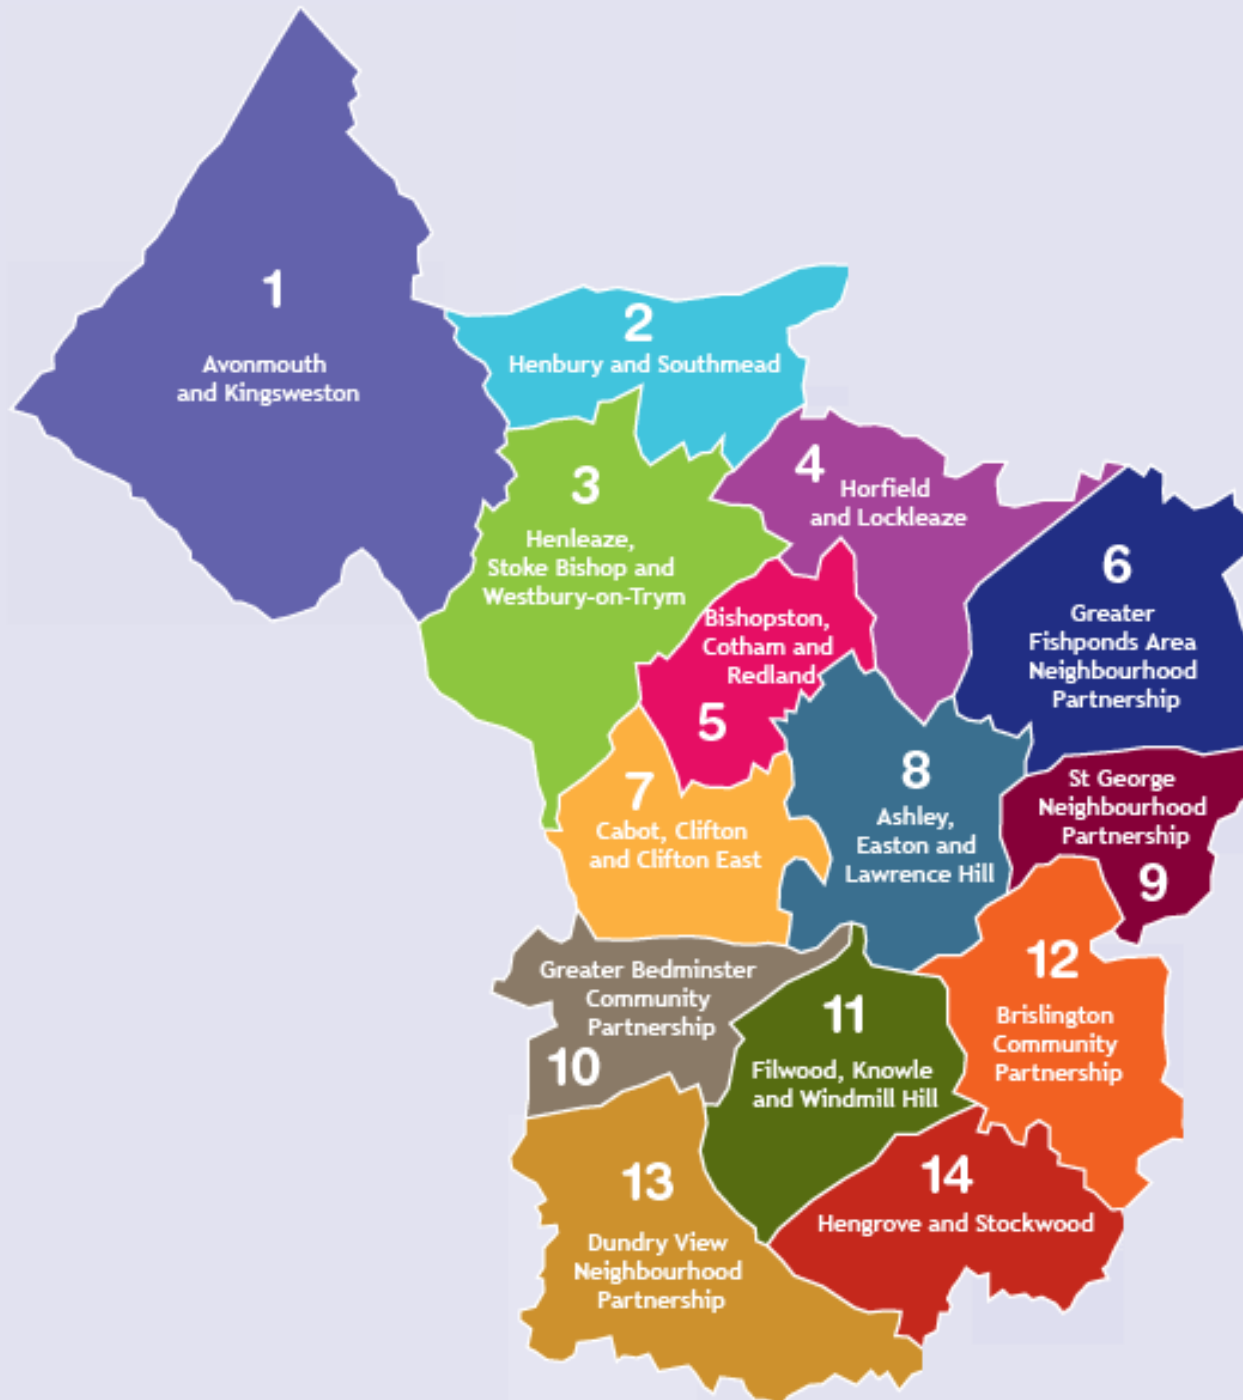 1
Avonmouth
and Kingsweston
2
Henbury and Southmead
3
Henleaze,
Stoke Bishop and
Westbury-on-Trym
4
Horfield
and Lockleaze
Bishopston,
Cotham and
Redland
5
6
Greater
Fishponds Area
Neighbourhood
Partnership
7
Cabot, Clifton
and Clifton East
8
Ashley,
Easton and
Lawrence Hill
St George
Neighbourhood
Partnership
9
Greater Bedminster
Community
Partnership
10
11
Filwood, Knowle
and Windmill Hill
12
Brislington
Community
Partnership
13
Dundry View
Neighbourhood
Partnership
14
Hengrove and Stockwood